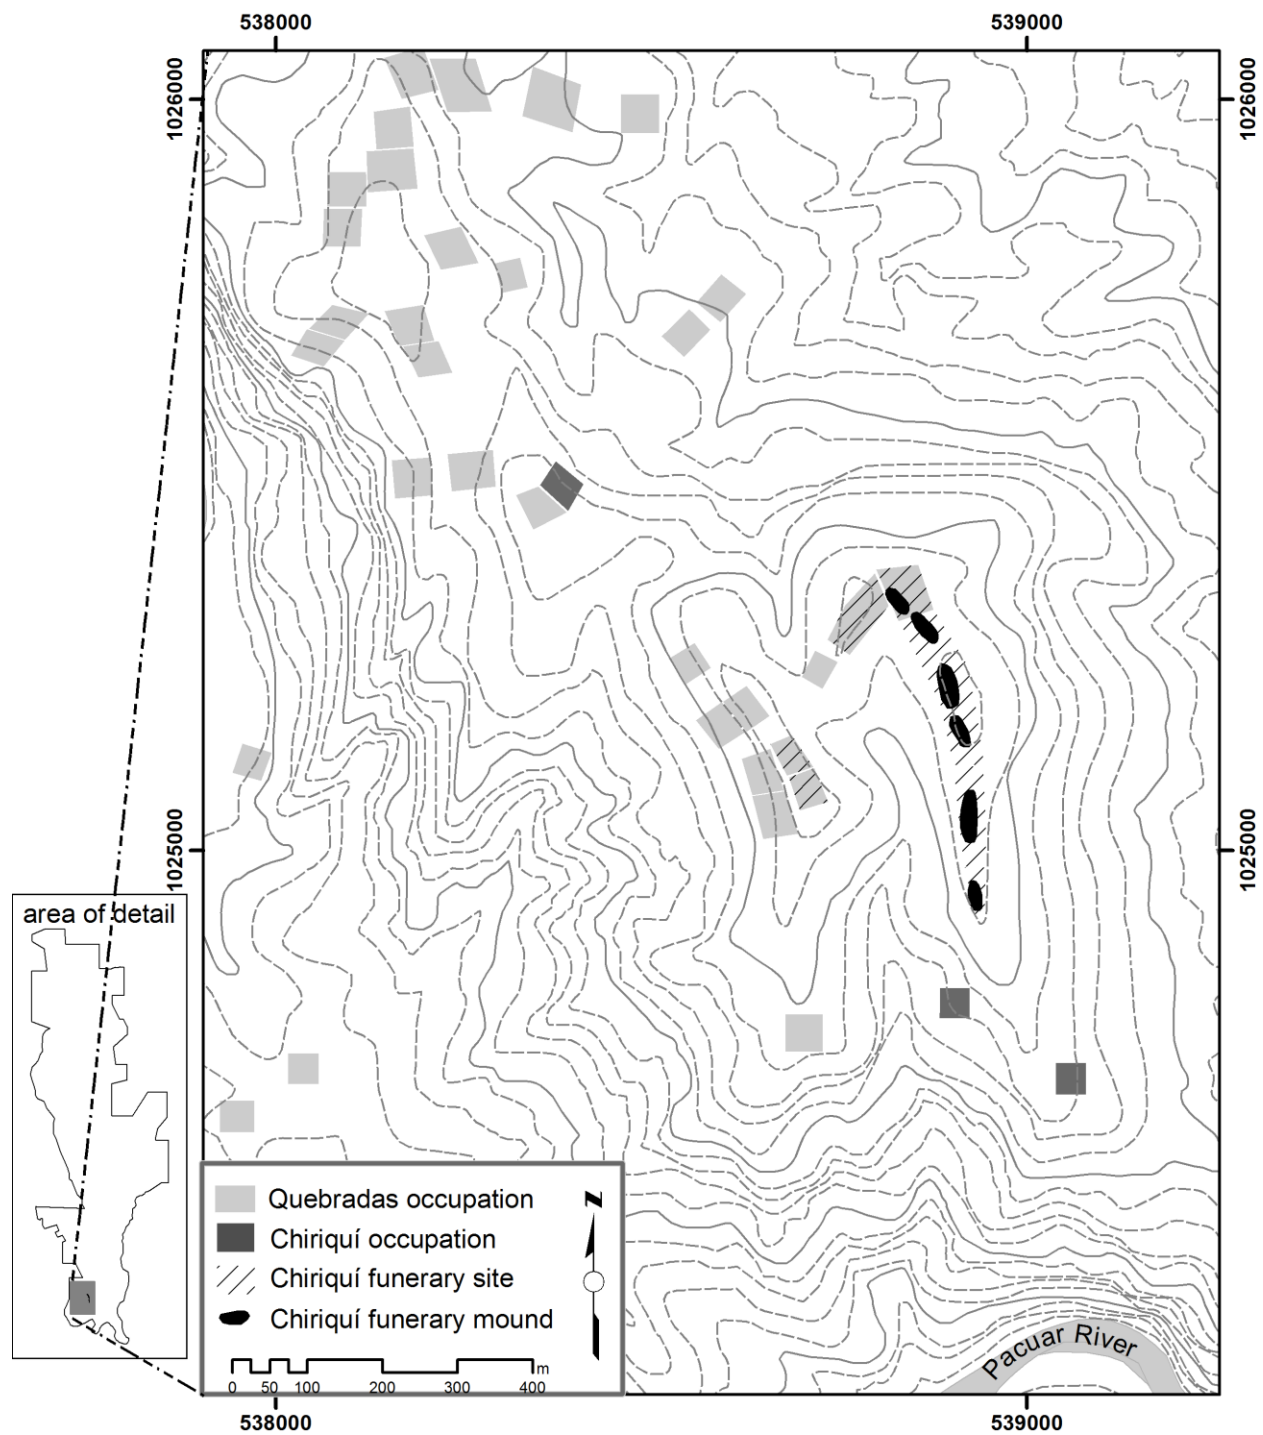 538000 539000
1026000 1026000
1025000 1025000
area of detail
Quebradas occupation
Chiriquí occupation
Chiriquí funerary site
Chiriquí funerary mound
N
m
0 50 100 200 300 400
Pacuar River
538000 539000